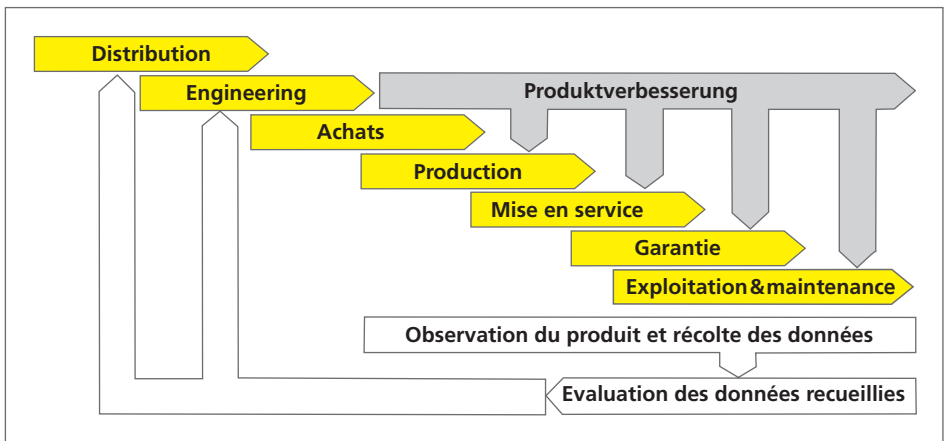 Distribution
Engineering
Produktverbesserung
Achats
Production
Mise en service
Garantie
Exploitation&maintenance
Observation du produit et récolte des données
Evaluation des données recueillies